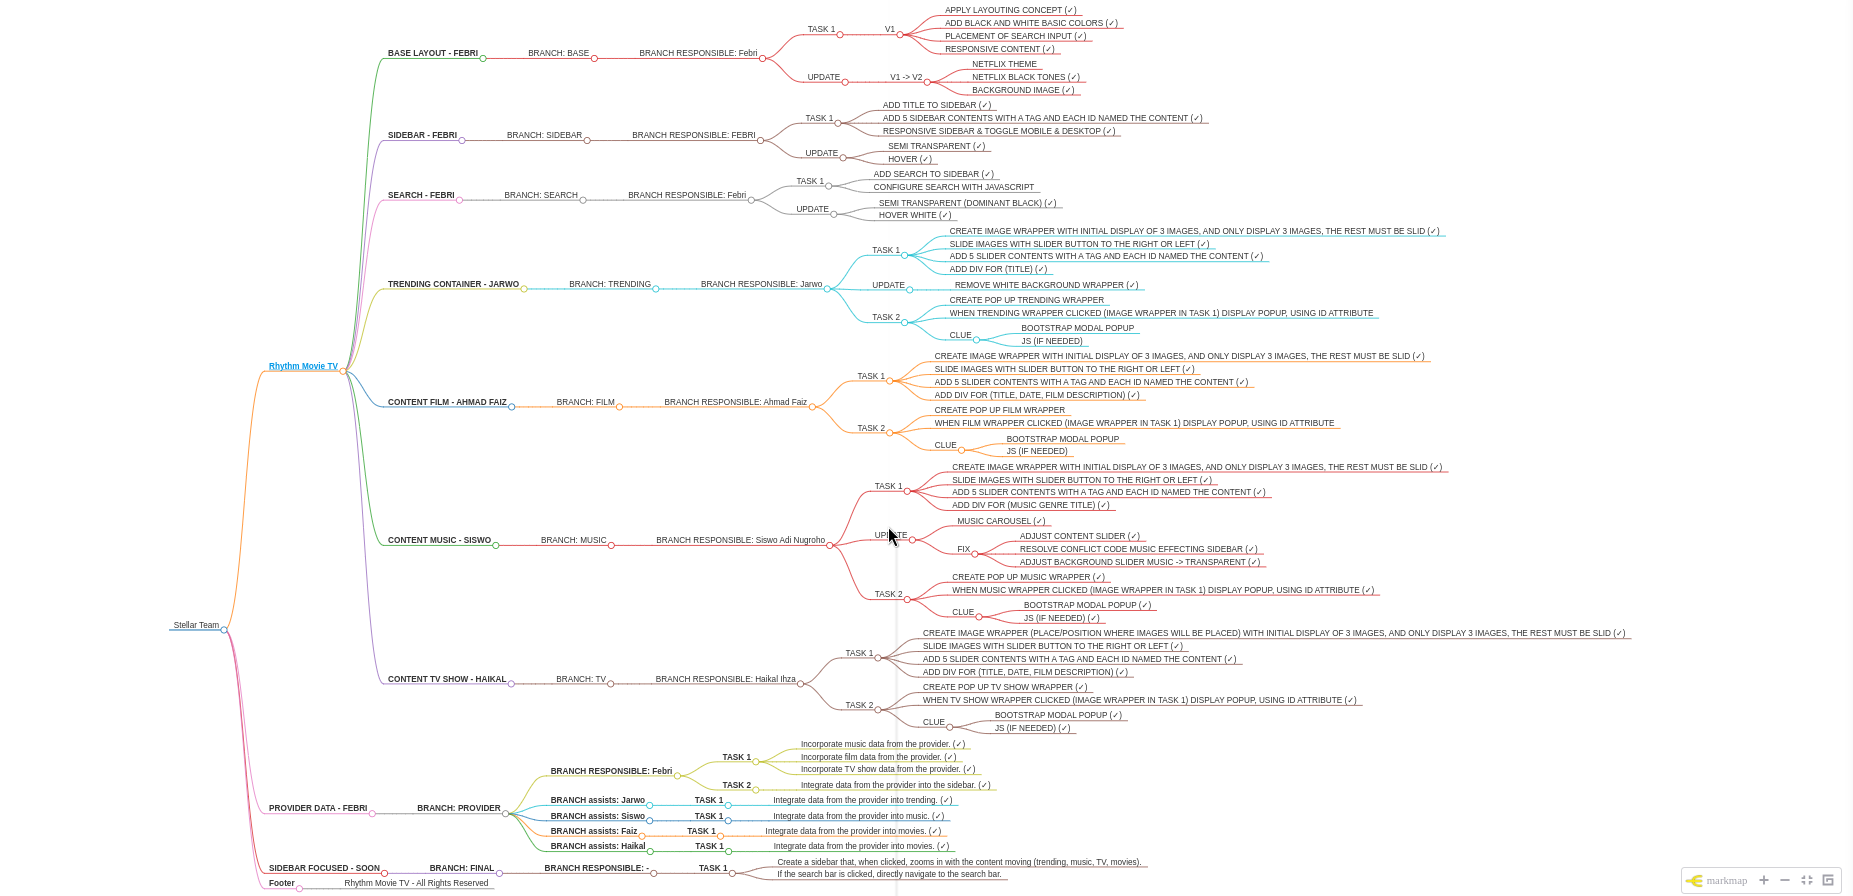 Stellar Team
Rhythm Movie TV
BASE LAYOUT - FEBRI
BRANCH: BASE
BRANCH RESPONSIBLE: Febri
TASK 1
V1
APPLY LAYOUTING CONCEPT (✓)
ADD BLACK AND WHITE BASIC COLORS (✓)
PLACEMENT OF SEARCH INPUT (✓)
RESPONSIVE CONTENT (✓)
UPDATE
V1 -> V2
NETFLIX THEME
NETFLIX BLACK TONES (✓)
BACKGROUND IMAGE (✓)
SIDEBAR - FEBRI
BRANCH: SIDEBAR
BRANCH RESPONSIBLE: FEBRI
TASK 1
ADD TITLE TO SIDEBAR (✓)
ADD 5 SIDEBAR CONTENTS WITH A TAG AND EACH ID NAMED THE CONTENT (✓)
RESPONSIVE SIDEBAR & TOGGLE MOBILE & DESKTOP (✓)
UPDATE
SEMI TRANSPARENT (✓)
HOVER (✓)
SEARCH - FEBRI
BRANCH: SEARCH
BRANCH RESPONSIBLE: Febri
TASK 1
ADD SEARCH TO SIDEBAR (✓)
CONFIGURE SEARCH WITH JAVASCRIPT
UPDATE
SEMI TRANSPARENT (DOMINANT BLACK) (✓)
HOVER WHITE (✓)
TRENDING CONTAINER - JARWO
BRANCH: TRENDING
BRANCH RESPONSIBLE: Jarwo
TASK 1
CREATE IMAGE WRAPPER WITH INITIAL DISPLAY OF 3 IMAGES, AND ONLY DISPLAY 3 IMAGES, THE REST MUST BE SLID (✓)
SLIDE IMAGES WITH SLIDER BUTTON TO THE RIGHT OR LEFT (✓)
ADD 5 SLIDER CONTENTS WITH A TAG AND EACH ID NAMED THE CONTENT (✓)
ADD DIV FOR (TITLE) (✓)
UPDATE
REMOVE WHITE BACKGROUND WRAPPER (✓)
TASK 2
CREATE POP UP TRENDING WRAPPER
WHEN TRENDING WRAPPER CLICKED (IMAGE WRAPPER IN TASK 1) DISPLAY POPUP, USING ID ATTRIBUTE
CLUE
BOOTSTRAP MODAL POPUP
JS (IF NEEDED)
CONTENT FILM - AHMAD FAIZ
BRANCH: FILM
BRANCH RESPONSIBLE: Ahmad Faiz
TASK 1
CREATE IMAGE WRAPPER WITH INITIAL DISPLAY OF 3 IMAGES, AND ONLY DISPLAY 3 IMAGES, THE REST MUST BE SLID (✓)
SLIDE IMAGES WITH SLIDER BUTTON TO THE RIGHT OR LEFT (✓)
ADD 5 SLIDER CONTENTS WITH A TAG AND EACH ID NAMED THE CONTENT (✓)
ADD DIV FOR (TITLE, DATE, FILM DESCRIPTION) (✓)
TASK 2
CREATE POP UP FILM WRAPPER
WHEN FILM WRAPPER CLICKED (IMAGE WRAPPER IN TASK 1) DISPLAY POPUP, USING ID ATTRIBUTE
CLUE
BOOTSTRAP MODAL POPUP
JS (IF NEEDED)
CONTENT MUSIC - SISWO
BRANCH: MUSIC
BRANCH RESPONSIBLE: Siswo Adi Nugroho
TASK 1
CREATE IMAGE WRAPPER WITH INITIAL DISPLAY OF 3 IMAGES, AND ONLY DISPLAY 3 IMAGES, THE REST MUST BE SLID (✓)
SLIDE IMAGES WITH SLIDER BUTTON TO THE RIGHT OR LEFT (✓)
ADD 5 SLIDER CONTENTS WITH A TAG AND EACH ID NAMED THE CONTENT (✓)
ADD DIV FOR (MUSIC GENRE TITLE) (✓)
UPDATE
MUSIC CAROUSEL (✓)
FIX
ADJUST CONTENT SLIDER (✓)
RESOLVE CONFLICT CODE MUSIC EFFECTING SIDEBAR (✓)
ADJUST BACKGROUND SLIDER MUSIC -> TRANSPARENT (✓)
TASK 2
CREATE POP UP MUSIC WRAPPER (✓)
WHEN MUSIC WRAPPER CLICKED (IMAGE WRAPPER IN TASK 1) DISPLAY POPUP, USING ID ATTRIBUTE (✓)
CLUE
BOOTSTRAP MODAL POPUP (✓)
JS (IF NEEDED) (✓)
CONTENT TV SHOW - HAIKAL
BRANCH: TV
BRANCH RESPONSIBLE: Haikal Ihza
TASK 1
CREATE IMAGE WRAPPER (PLACE/POSITION WHERE IMAGES WILL BE PLACED) WITH INITIAL DISPLAY OF 3 IMAGES, AND ONLY DISPLAY 3 IMAGES, THE REST MUST BE SLID (✓)
SLIDE IMAGES WITH SLIDER BUTTON TO THE RIGHT OR LEFT (✓)
ADD 5 SLIDER CONTENTS WITH A TAG AND EACH ID NAMED THE CONTENT (✓)
ADD DIV FOR (TITLE, DATE, FILM DESCRIPTION) (✓)
TASK 2
CREATE POP UP TV SHOW WRAPPER (✓)
WHEN TV SHOW WRAPPER CLICKED (IMAGE WRAPPER IN TASK 1) DISPLAY POPUP, USING ID ATTRIBUTE (✓)
CLUE
BOOTSTRAP MODAL POPUP (✓)
JS (IF NEEDED) (✓)
PROVIDER DATA - FEBRI
BRANCH: PROVIDER
BRANCH RESPONSIBLE: Febri
TASK 1
Incorporate music data from the provider. (✓)
Incorporate film data from the provider. (✓)
Incorporate TV show data from the provider. (✓)
TASK 2
Integrate data from the provider into the sidebar. (✓)
BRANCH assists: Jarwo
TASK 1
Integrate data from the provider into trending. (✓)
BRANCH assists: Siswo
TASK 1
Integrate data from the provider into music. (✓)
BRANCH assists: Faiz
TASK 1
Integrate data from the provider into movies. (✓)
BRANCH assists: Haikal
TASK 1
Integrate data from the provider into movies. (✓)
SIDEBAR FOCUSED - SOON
BRANCH: FINAL
BRANCH RESPONSIBLE: -
TASK 1
Create a sidebar that, when clicked, zooms in with the content moving (trending, music, TV, movies).
If the search bar is clicked, directly navigate to the search bar.
Footer
Rhythm Movie TV - All Rights Reserved
markmap